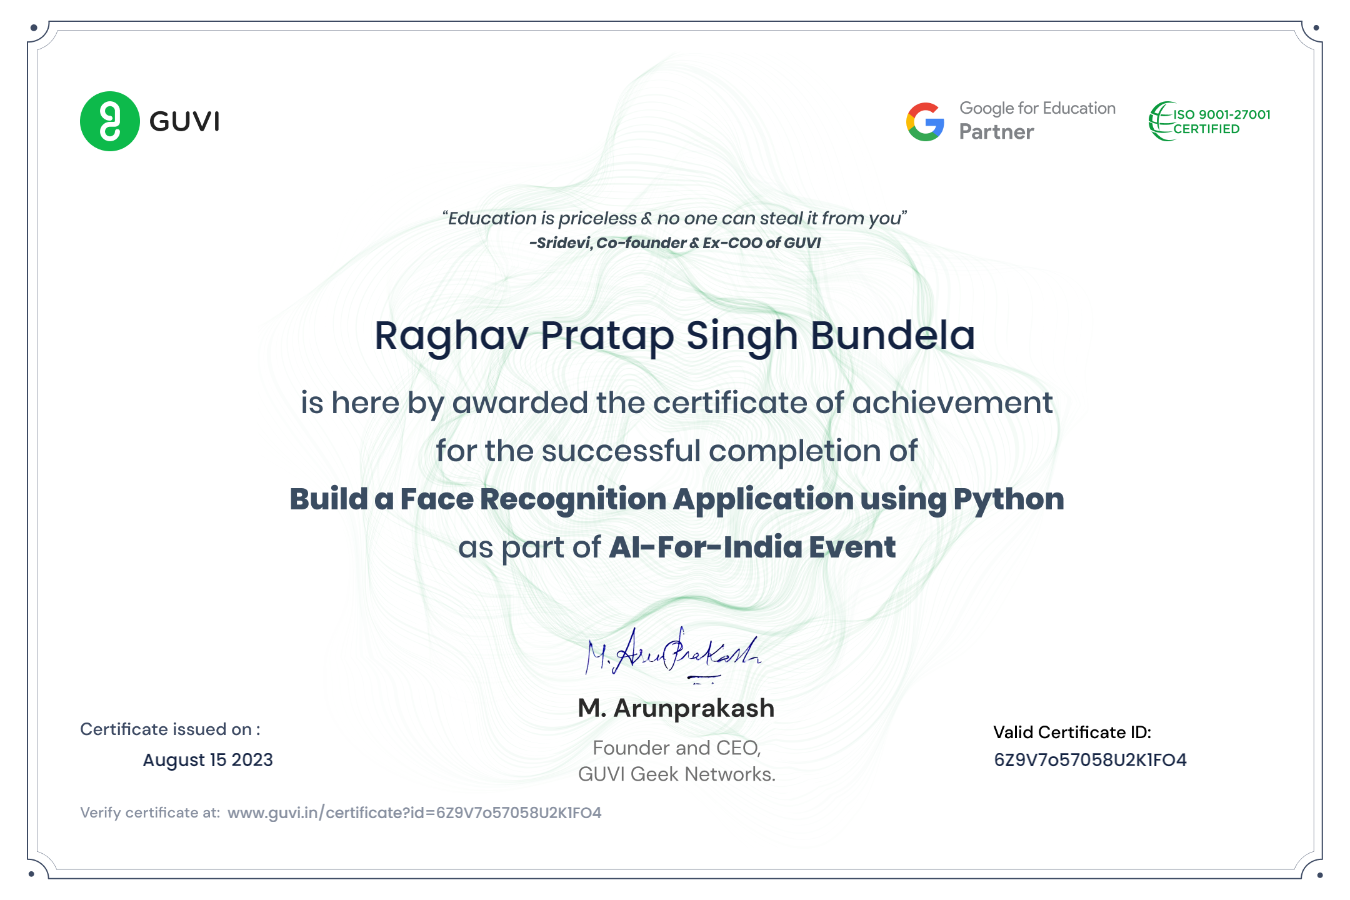 GUVI
Google for Education
Partner
ISO 9001-27001
CERTIFIED
“Education is priceless & no one can steal it from you”
-Sridevi, Co-founder & Ex-COO of GUVI
Raghav Pratap Singh Bundela
is here by awarded the certificate of achievement
for the successful completion of
Build a Face Recognition Application using Python
as part of AI-For-India Event
M. Arunprakash
M. Arunprakash
Founder and CEO,
GUVI Geek Networks.
Certificate issued on :
August 15 2023
Valid Certificate ID:
6Z9V7o57058U2K1FO4
Verify certificate at: www.guvi.in/certificate?id=6Z9V7o57058U2K1FO4